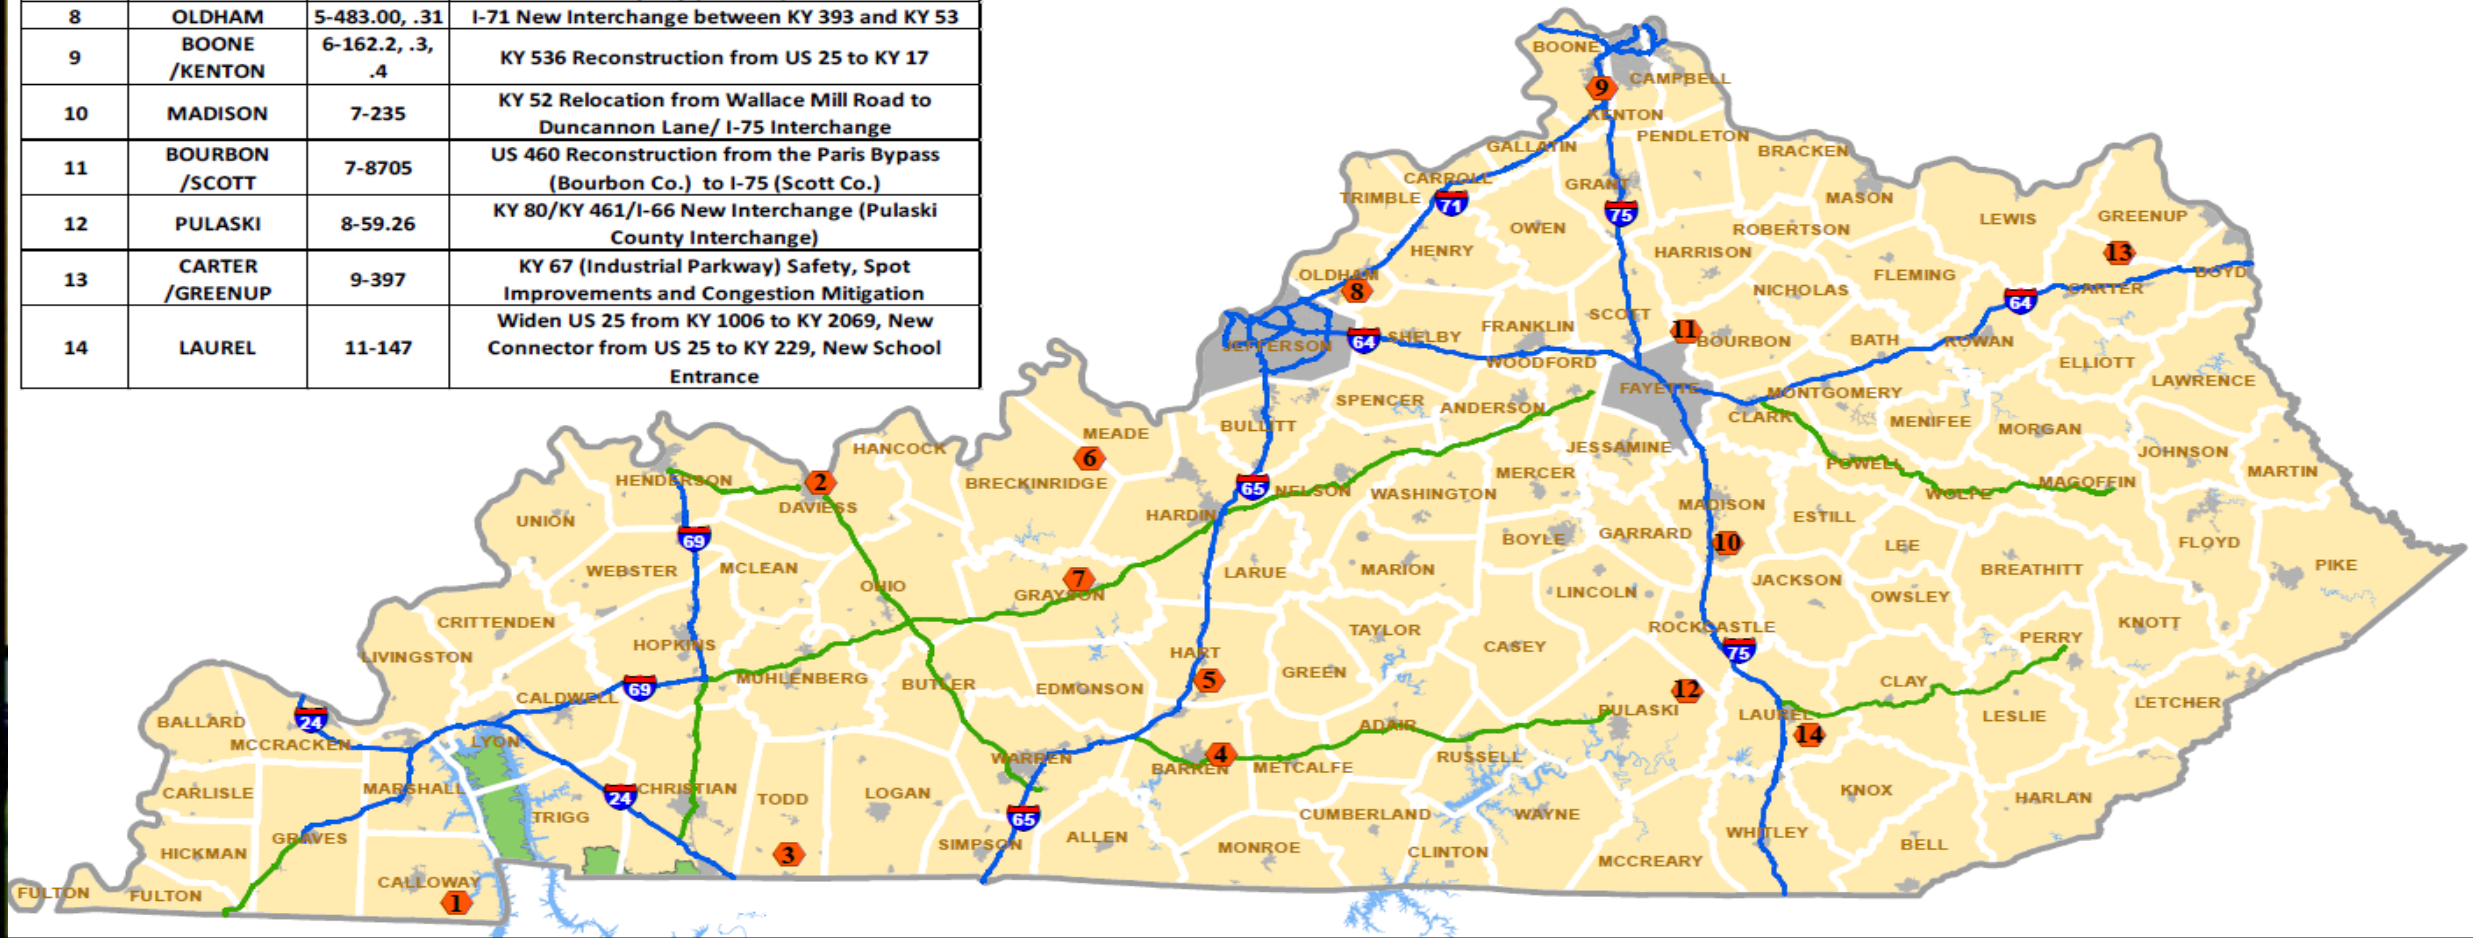 8 OLDHAM 5-483.00, .31 I-71 New Interchange between KY 393 and KY 53
9 BOONE /KENTON 6-162.2, .3, .4 KY 536 Reconstruction from US 25 to KY 17
10 MADISON 7-235 KY 52 Relocation from Wallace Mill Road to
Duncannon Lane/ I-75 Interchange
11 BOURBON /SCOTT 7-8705 US 460 Reconstruction from the Paris Bypass
(Bourbon Co.) to I-75 (Scott Co.)
12 PULASKI 8-59.26 KY 80/KY 461/I-66 New Interchange (Pulaski
County Interchange)
13 CARTER /GREENUP 9-397 KY 67 (Industrial Parkway) Safety, Spot
Improvements and Congestion Mitigation
14 LAUREL 11-147 Widen US 25 from KY 1006 to KY 2069, New
Connector from US 25 to KY 229, New School
Entrance
BOONE
CAMPBELL
9
KENTON
PENDLETON
GALLATIN
BRACKEN
CARROLL
GRANT
TRIMBLE
71
75
MASON
LEWIS
GREENUP
OWEN
ROBERTSON
HENRY
HARRISON
13
OLDHAM
8
FLEMING
BOYD
NICHOLAS
CARTER
64
SCOTT
FRANKLIN
11
64
SHELBY
JEFFERSON
BOURBON
BATH
ROWAN
WOODFORD
ELLIOTT
FAYETTE
LAWRENCE
MONTGOMERY
SPENCER
ANDERSON
CLARK
MENIFEE
MORGAN
BULLITT
MEADE
HANCOCK
JESSAMINE
JOHNSON
6
POWELL
MARTIN
HENDERSON
2
BRECKINRIDGE
MERCER
MAGOFFIN
65
NELSON
WASHINGTON
WOLFE
DAVIESS
HARDIN
MADISON
ESTILL
UNION
69
BOYLE
GARRARD
10
LEE
FLOYD
WEBSTER
MCLEAN
LARUE
MARION
BREATHITT
PIKE
7
OHIO
GRAYSON
JACKSON
LINCOLN
OWSLEY
CRITTENDEN
TAYLOR
ROCKCASTLE
KNOTT
PERRY
HOPKINS
CASEY
75
LIVINGSTON
HART
GREEN
5
MUHLENBERG
BUTLER
EDMONSON
69
CALDWELL
12
CLAY
LETCHER
BALLARD
24
PULASKI
LAUREL
LESLIE
ADAIR
14
MCCRACKEN
LYON
WARREN
4
BARREN
METCALFE
RUSSELL
MARSHALL
CARLISLE
24
CHRISTIAN
TODD
LOGAN
KNOX
HARLAN
TRIGG
65
CUMBERLAND
WAYNE
WHITLEY
GRAVES
ALLEN
SIMPSON
BELL
HICKMAN
3
MONROE
CLINTON
MCCREARY
CALLOWAY
FULTON
FULTON
1